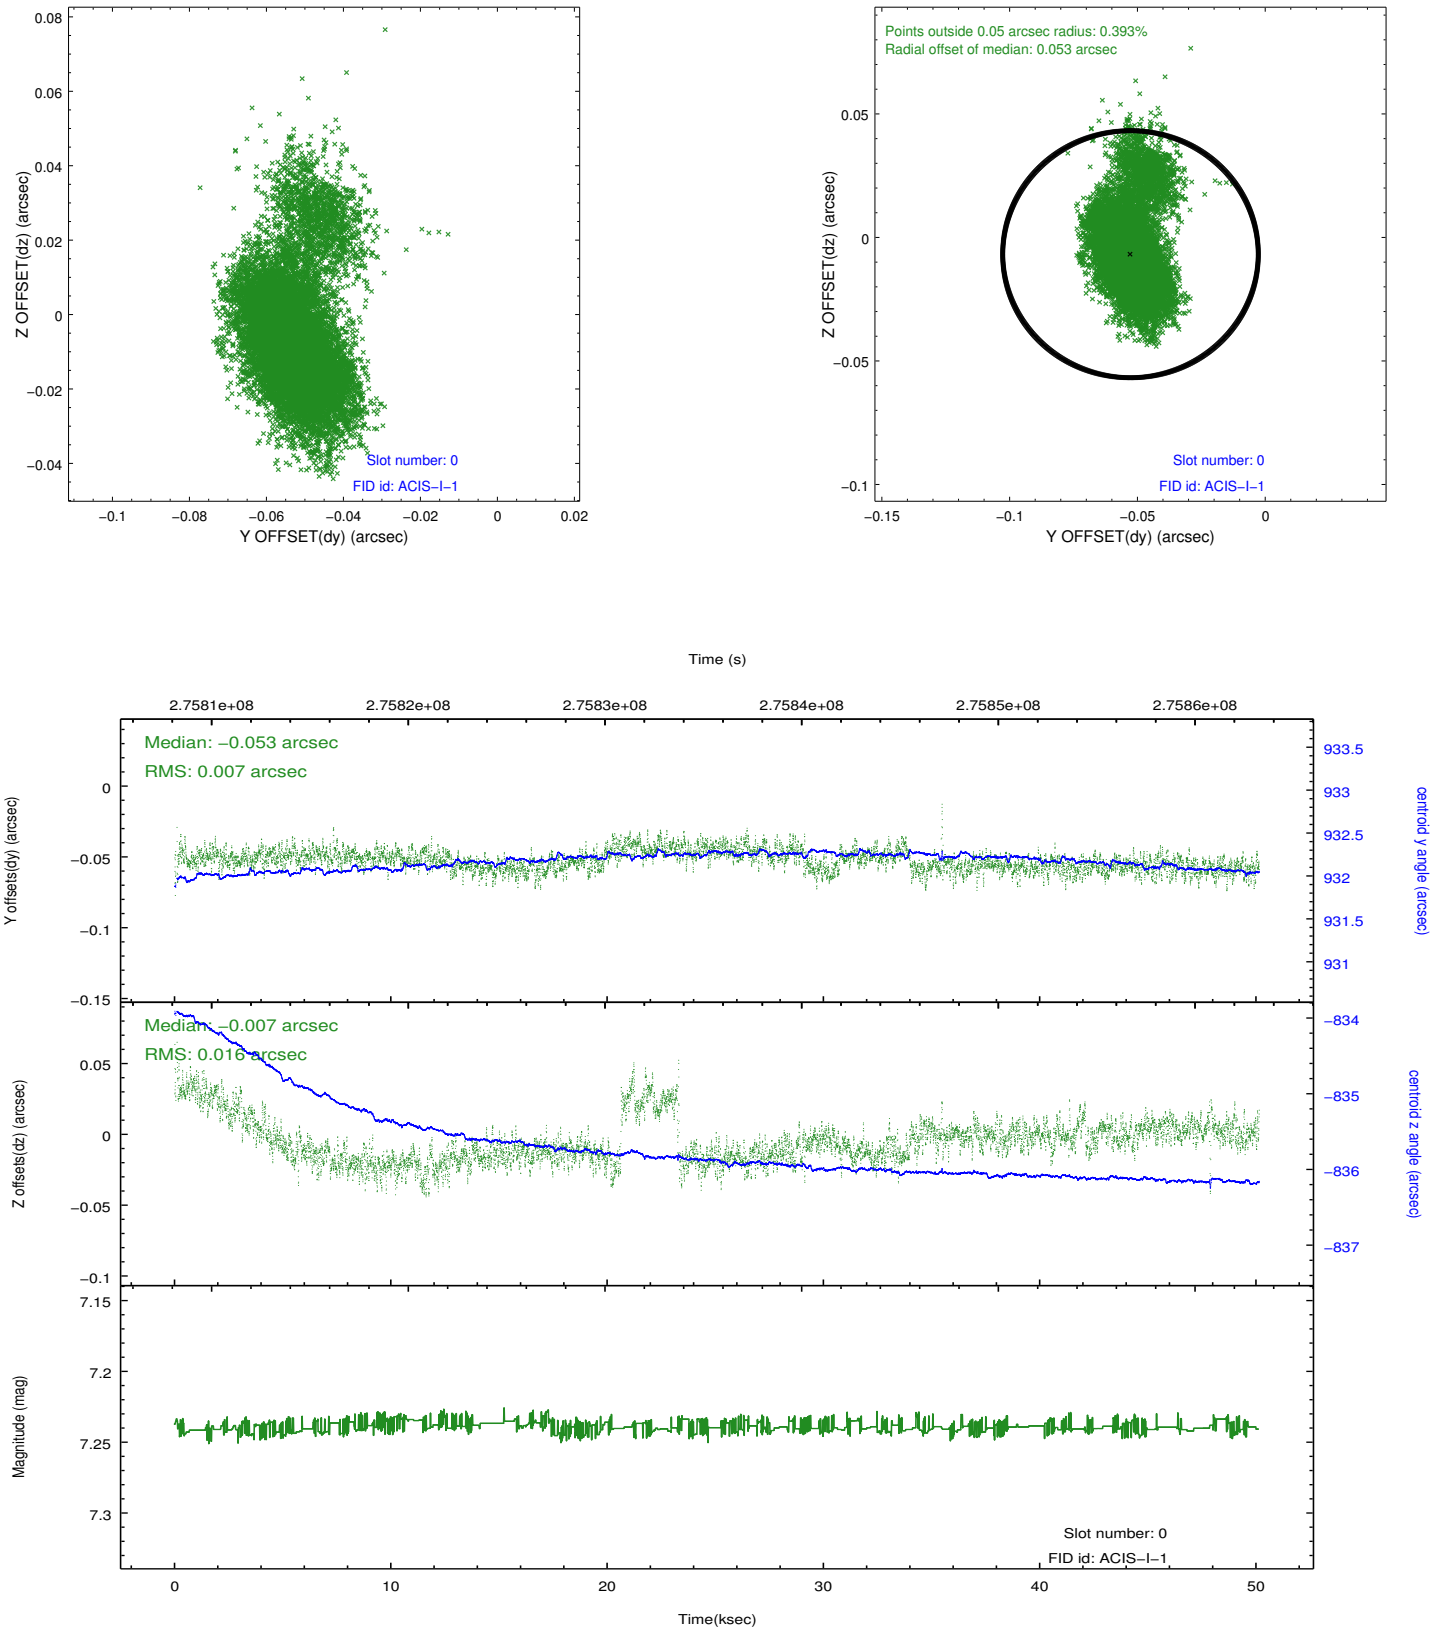 0.08
0.06
0.04
0.02
0
−0.02
−0.04
Z OFFSET(dz) (arcsec)
Slot number: 0
FID id: ACIS−I−1
−0.1
−0.08
−0.06
−0.04
−0.02
0
0.02
Y OFFSET(dy) (arcsec)
Points outside 0.05 arcsec radius: 0.393%
Radial offset of median: 0.053 arcsec
0.05
0
−0.05
−0.1
Z OFFSET(dz) (arcsec)
Slot number: 0
FID id: ACIS−I−1
−0.15
−0.1
−0.05
0
Y OFFSET(dy) (arcsec)
Time (s)
2.7581e+08
2.7582e+08
2.7583e+08
2.7584e+08
2.7585e+08
2.7586e+08
Median: −0.053 arcsec
RMS: 0.007 arcsec
0
−0.05
−0.1
−0.15
Y offsets(dy) (arcsec)
933.5
933
932.5
932
931.5
931
centroid y angle (arcsec)
Median: −0.007 arcsec
RMS: 0.016 arcsec
0.05
0
−0.05
−0.1
Z offsets(dz) (arcsec)
−834
−835
−836
−837
centroid z angle (arcsec)
7.15
7.2
7.25
7.3
Magnitude (mag)
Slot number: 0
FID id: ACIS−I−1
0
10
20
30
40
50
Time(ksec)